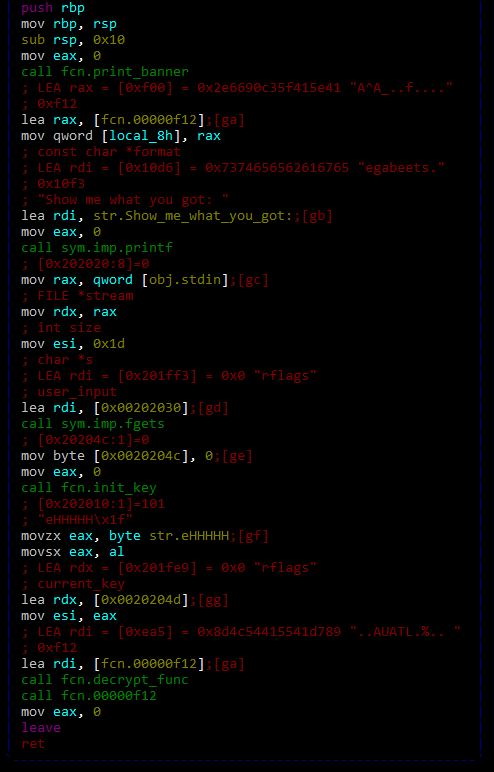 push rbp
mov rbp, rsp
sub rsp, 0x10
mov eax, 0
call fcn.print_banner
; LEA rax = [0xf00] = 0x2e6690c35f415e41 "A^A_..f...."
; 0xf12
lea rax, [fcn.00000f12];[ga]
mov qword [local_8h], rax
; const char *format
; LEA rdi = [0x10d6] = 0x7374656562616765 "egabeets."
; 0x10f3
; "Show me what you got: "
lea rdi, str.Show_me_what_you_got:;[gb]
mov eax, 0
call sym.imp.printf
; [0x202020:8]=0
mov rax, qword [obj.stdin];[gc]
; FILE *stream
mov rdx, rax
; int size
mov esi, 0x1d
; char *s
; LEA rdi = [0x201ff3] = 0x0 "rflags"
; user_input
lea rdi, [0x00202030];[gd]
call sym.imp.fgets
; [0x20204c:1]=0
mov byte [0x0020204c], 0;[ge]
mov eax, 0
call fcn.init_key
; [0x202010:1]=101
; "eHHHHH\x1f"
movzx eax, byte str.eHHHHH;[gf]
movsx eax, al
; LEA rdx = [0x201fe9] = 0x0 "rflags"
; current_key
lea rdx, [0x0020204d];[gg]
mov esi, eax
; LEA rdi = [0xea5] = 0x8d4c54415541d789 "..AUATL.%.. "
; 0xf12
lea rdi, [fcn.00000f12];[ga]
call fcn.decrypt_func
call fcn.00000f12
mov eax, 0
leave
ret